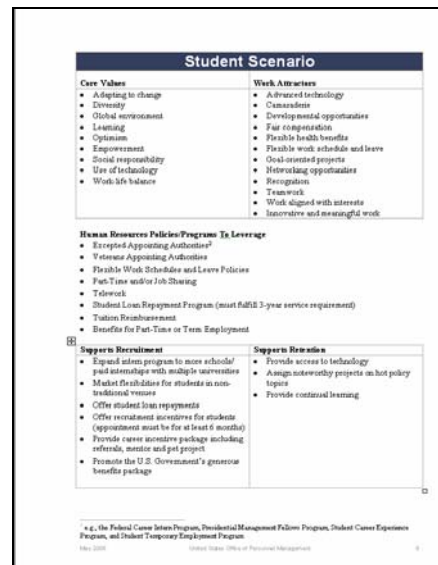 Student Scenario
Core Values
• Adapting to change
• Diversity
• Global environment
• Learning
• Optimism
• Empowerment
• Social responsibility
• Use of technology
• Work-life balance
Work Attractors
• Advanced technology
• Camaraderie
• Developmental opportunities
• Fair compensation
• Flexible health benefits
• Flexible work schedule and leave
• Goal-oriented projects
• Networking opportunities
• Recognition
• Teamwork
• Work aligned with interests
• Innovative and meaningful work
Human Resources Policies/Programs To Leverage
• Excepted Appointing Authorities²
• Veterans Appointing Authorities
• Flexible Work Schedules and Leave Policies
• Part-Time and/or Job Sharing
• Telework
• Student Loan Repayment Program (must fulfill 3-year service requirement)
• Tuition Reimbursement
• Benefits for Part-Time or Term Employment
Supports Recruitment
• Expand intern program to more schools/
paid internships with multiple universities
• Market flexibilities for students in non-
traditional venues
• Offer student loan repayments
• Offer recruitment incentives for students
(appointment must be for at least 6 months)
• Provide career incentive package including
referrals, mentor and pet project
• Promote the U.S. Government's generous
benefits package
Supports Retention
• Provide access to technology
• Assign noteworthy projects on hot policy
topics
• Provide continual learning
e.g., the Federal Career Intern Program, Presidential Management Fellows Program, Student Career Experience
Program, and Student Temporary Employment Program
May
United States Office of Personnel Management